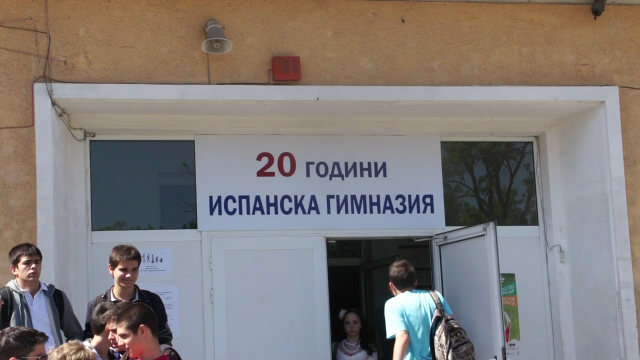 20 ГОДИНИ
ИСПАНСКА ГИМНАЗИЯ